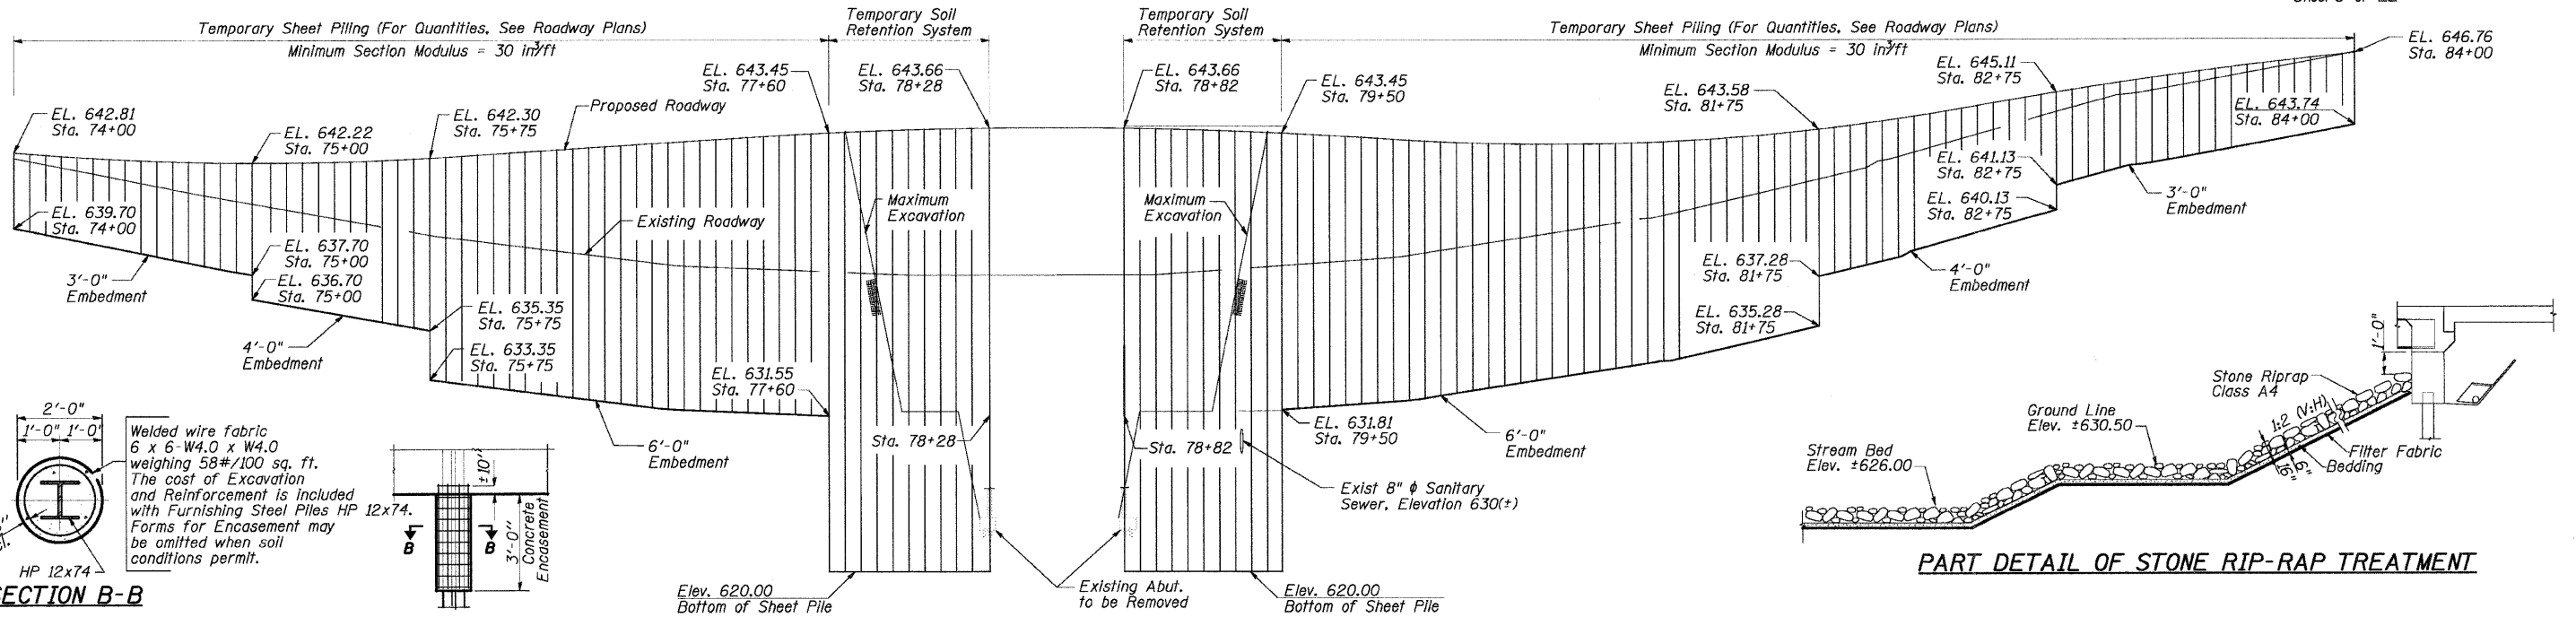 Temporary Sheet Piling (For Quantities, See Roadway Plans)
Minimum Section Modulus = 30 in³/ft
Temporary Soil
Retention System
Temporary Soil
Retention System
Temporary Sheet Piling (For Quantities, See Roadway Plans)
Minimum Section Modulus = 30 in³/ft
EL. 642.81
Sta. 74+00
EL. 642.22
Sta. 75+00
EL. 642.30
Sta. 75+75
Proposed Roadway
EL. 643.45
Sta. 77+60
EL. 643.66
Sta. 78+28
EL. 643.66
Sta. 78+82
EL. 643.45
Sta. 79+50
EL. 643.58
Sta. 81+75
EL. 645.11
Sta. 82+75
EL. 646.76
Sta. 84+00
EL. 643.74
Sta. 84+00
EL. 639.70
Sta. 74+00
3'-0"
Embedment
EL. 637.70
Sta. 75+00
EL. 636.70
Sta. 75+00
4'-0"
Embedment
EL. 635.35
Sta. 75+75
EL. 633.35
Sta. 75+75
Existing Roadway
6'-0"
Embedment
EL. 631.55
Sta. 77+60
Maximum
Excavation
Sta. 78+28
Maximum
Excavation
Sta. 78+82
EL. 631.81
Sta. 79+50
6'-0"
Embedment
Exist 8" ϕ Sanitary
Sewer, Elevation 630(±)
EL. 641.13
Sta. 82+75
EL. 640.13
Sta. 82+75
3'-0"
Embedment
EL. 637.28
Sta. 81+75
4'-0"
Embedment
EL. 635.28
Sta. 81+75
Elev. 620.00
Bottom of Sheet Pile
Existing Abut.
to be Removed
Elev. 620.00
Bottom of Sheet Pile
2'-0"
1'-0" 1'-0"
Welded wire fabric
6 x 6-W4.0 x W4.0
weighing 58#/100 sq. ft.
The cost of Excavation
and Reinforcement is included
with Furnishing Steel Piles HP 12x74.
Forms for Encasement may
be omitted when soil
conditions permit.
HP 12x74
SECTION B-B
±10"
B
B
3'-0"
Concrete
Encasement
1'-0"
Stone Riprap
Class A4
1:2 (V:H)
Ground Line
Elev. ±630.50
Stream Bed
Elev. ±626.00
Filter Fabric
Bedding
6"
16"
PART DETAIL OF STONE RIP-RAP TREATMENT